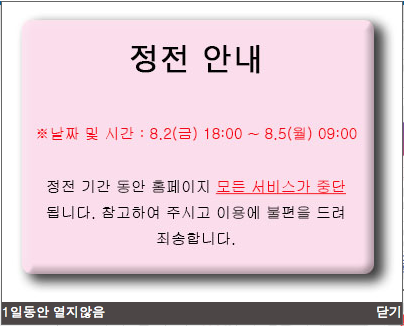 정전 안내
※날짜 및 시간 : 8.2(금) 18:00 ~ 8.5(월) 09:00
정전 기간 동안 홈페이지 모든 서비스가 중단
됩니다. 참고하여 주시고 이용에 불편을 드려
죄송합니다.
1일동안 열지않음 닫기